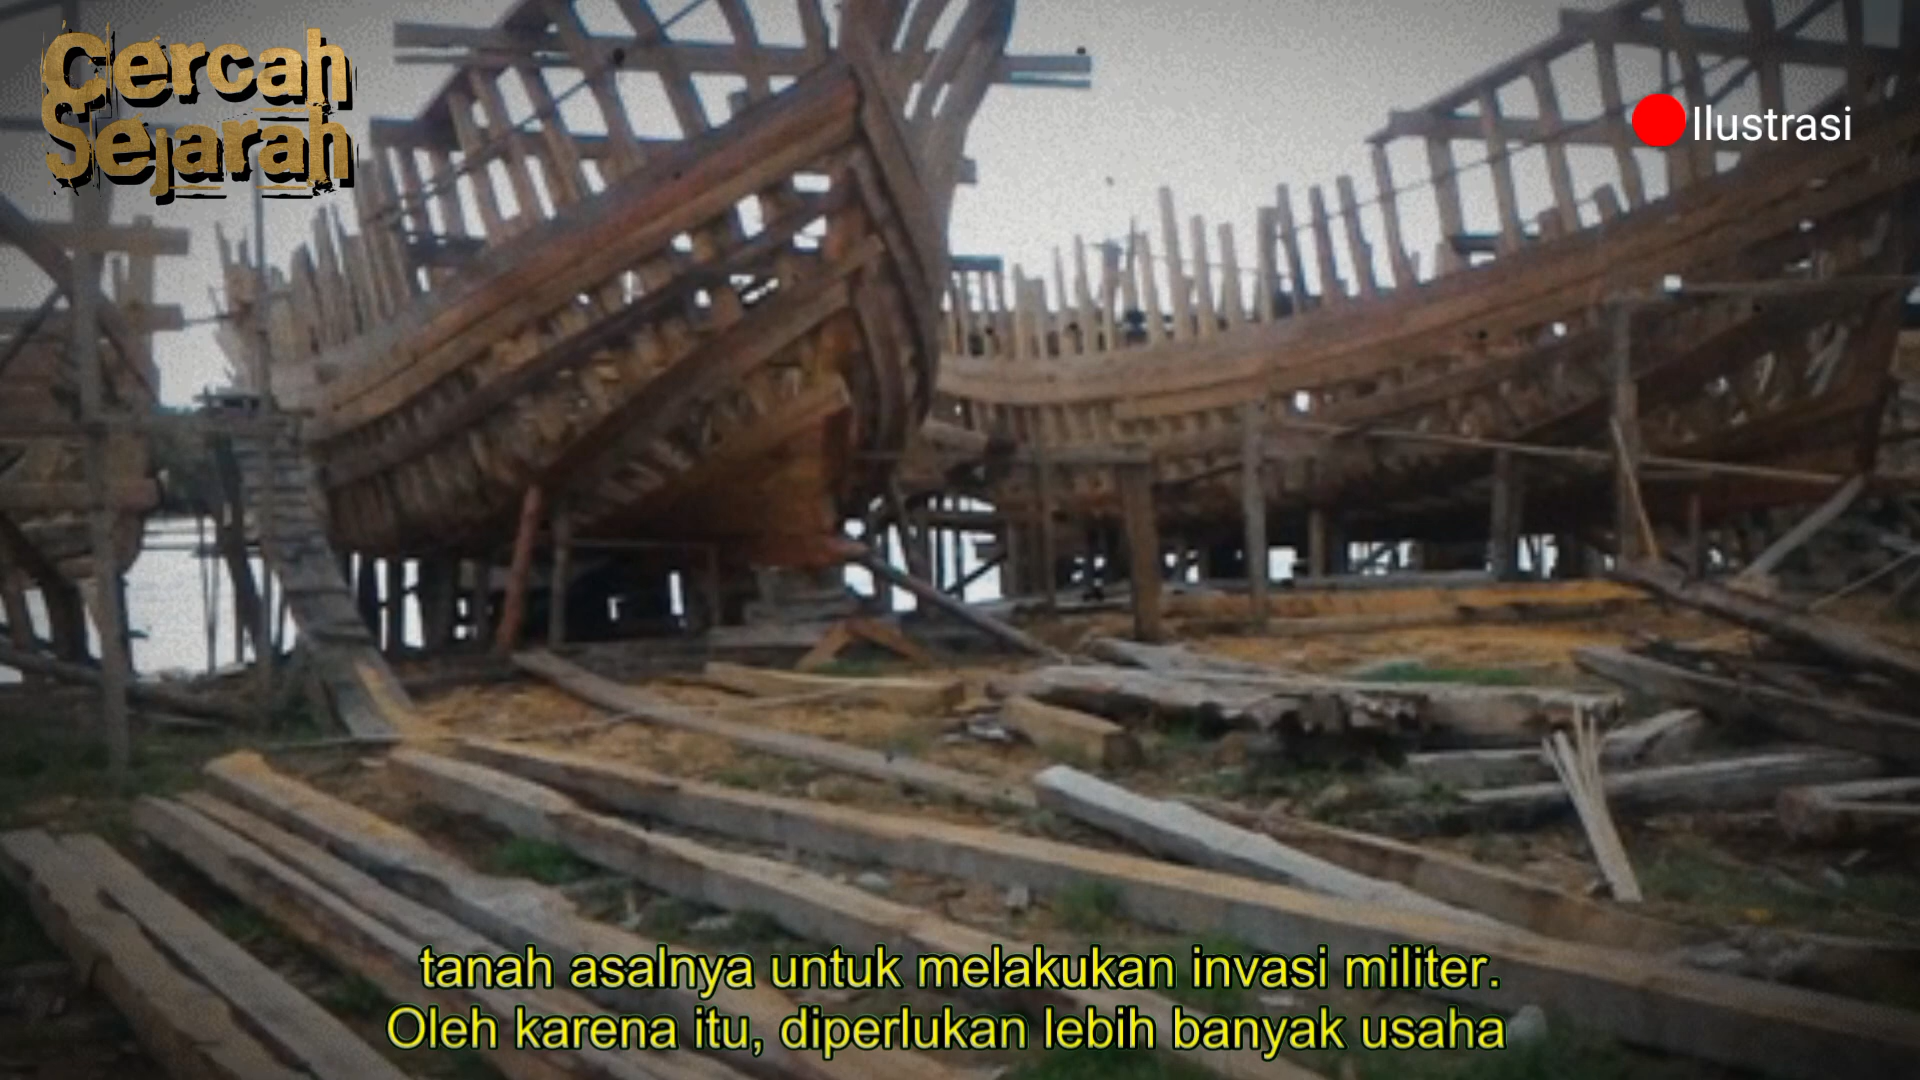 Cercah
Sejarah
Ilustrasi
tanah asalnya untuk melakukan invasi militer.
Oleh karena itu, diperlukan lebih banyak usaha